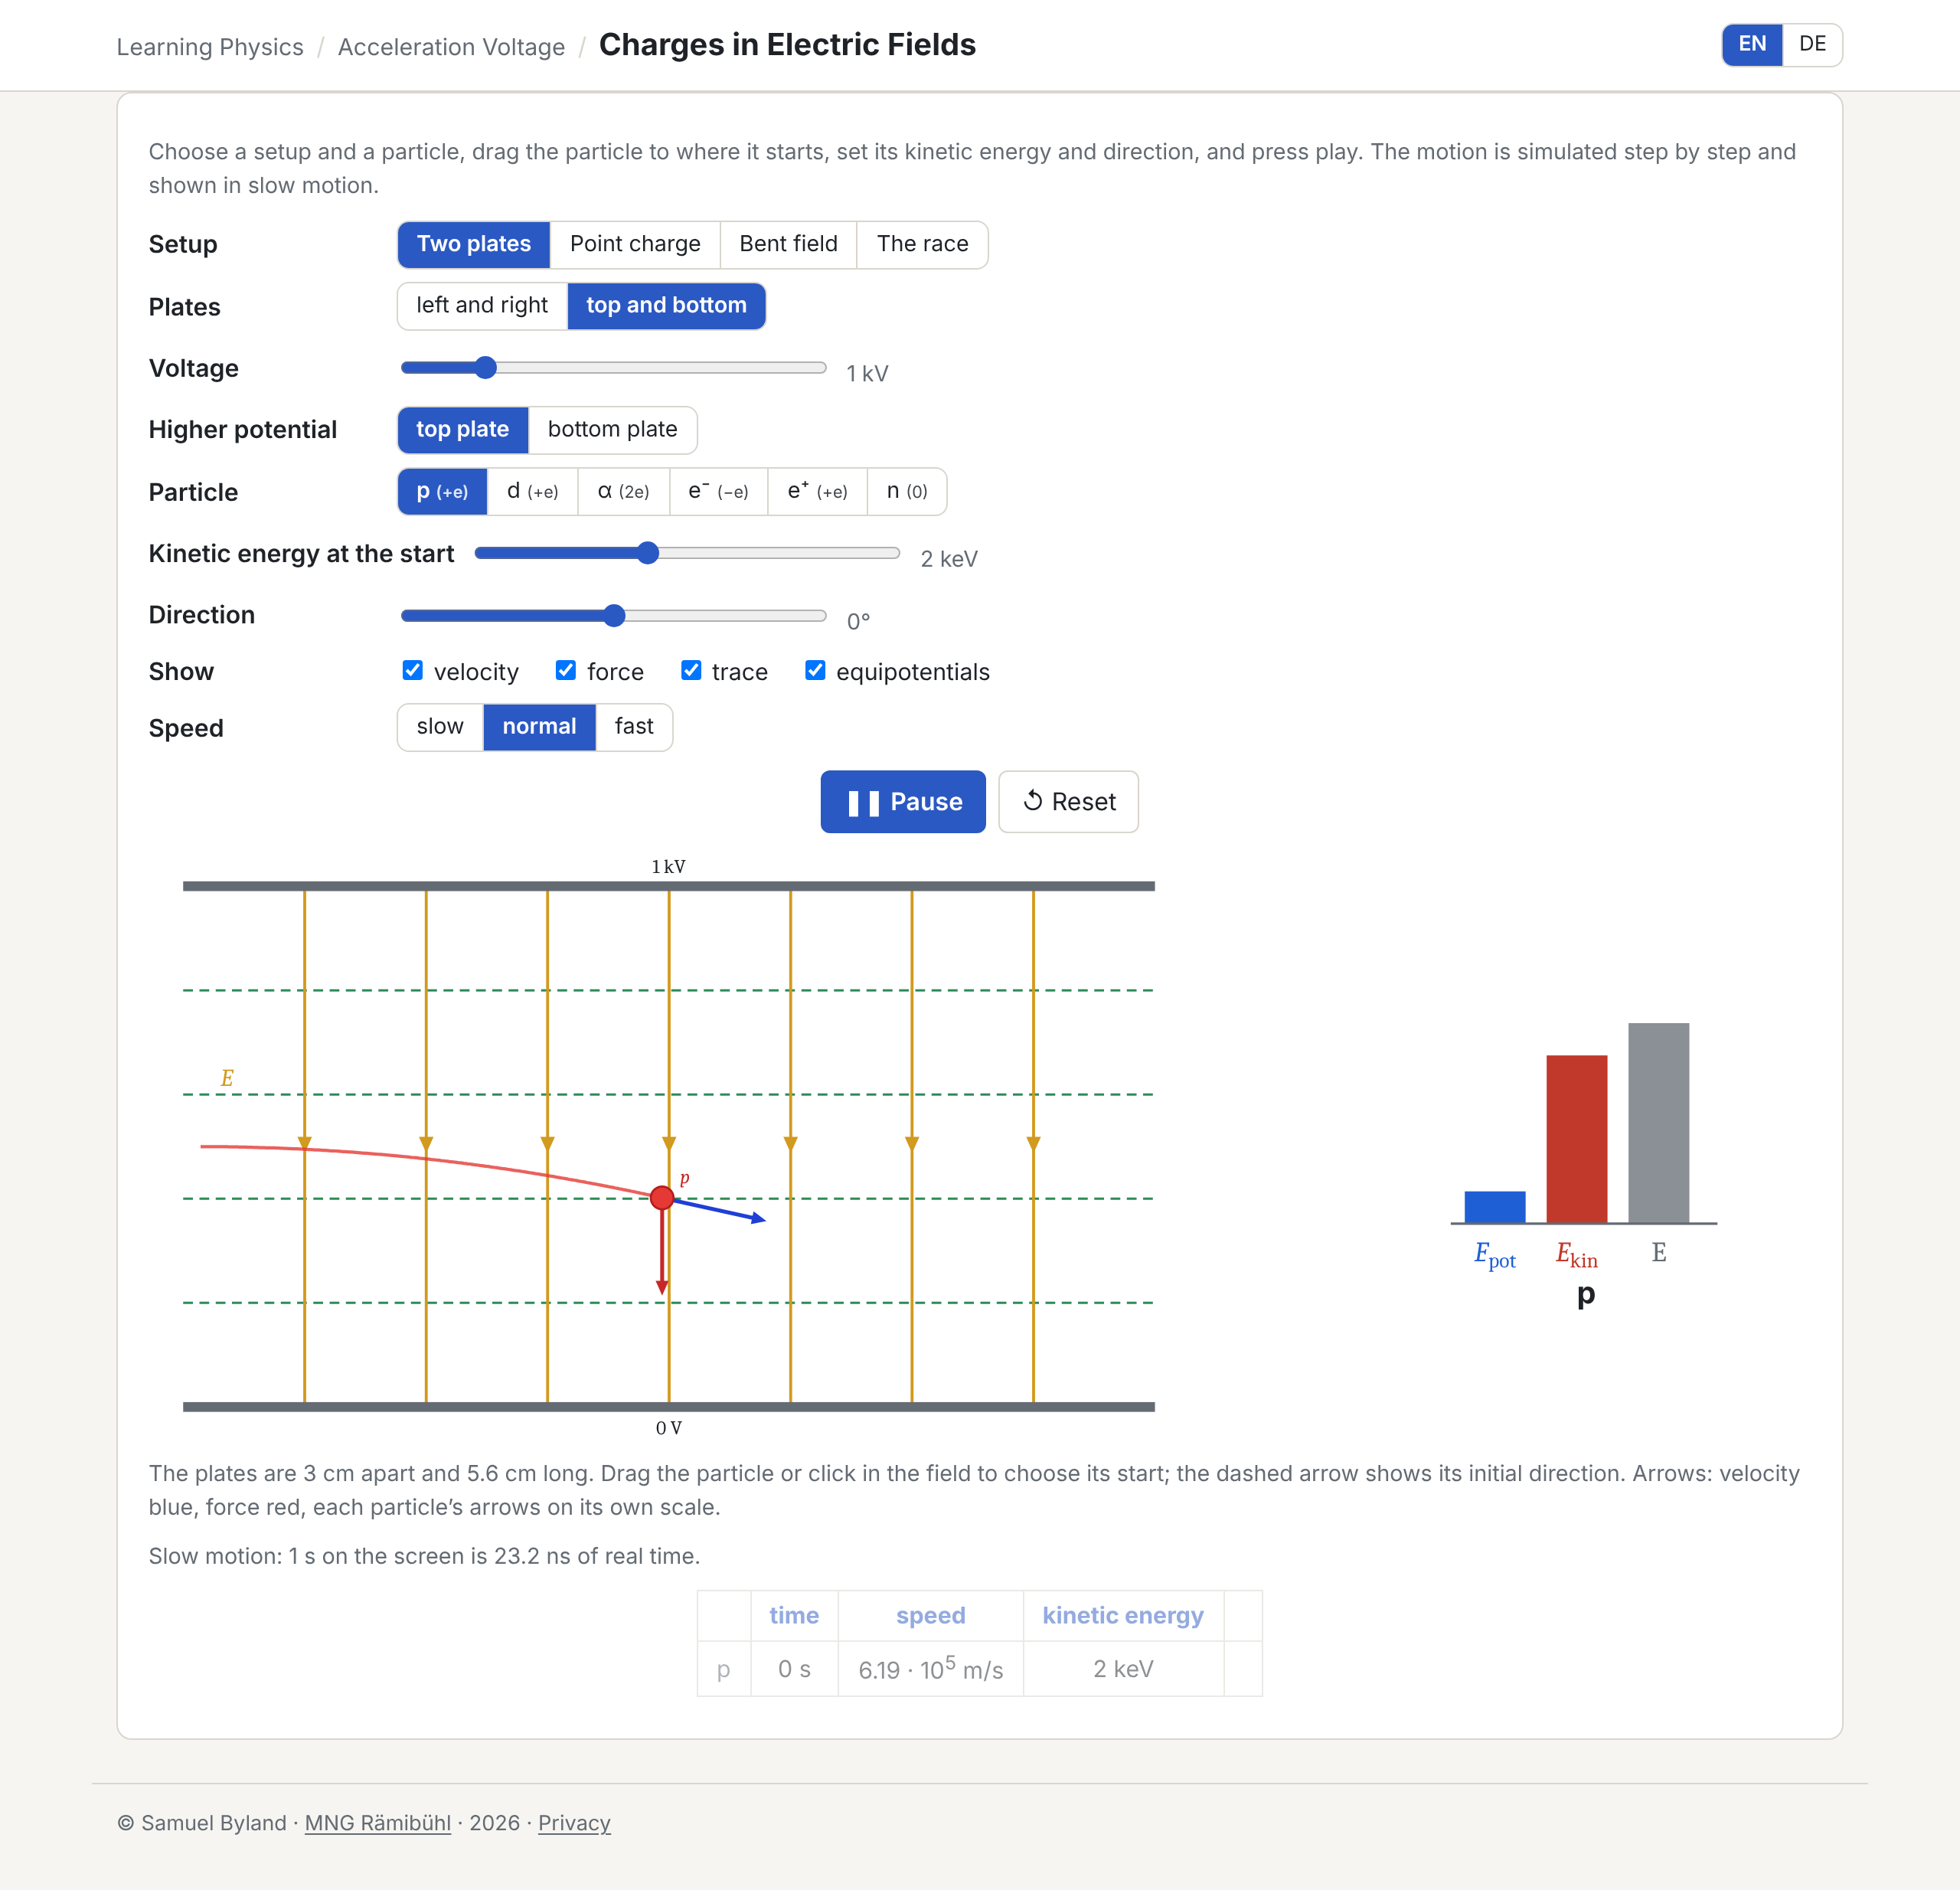 Learning Physics / Acceleration Voltage / Charges in Electric Fields
EN DE
Choose a setup and a particle, drag the particle to where it starts, set its kinetic energy and direction, and press play. The motion is simulated step by step and
shown in slow motion.
Setup Two plates Point charge Bent field The race
Plates left and right top and bottom
Voltage 1 kV
Higher potential top plate bottom plate
Particle p (+e) d (+e) α (2e) e⁻ (−e) e⁺ (+e) n (0)
Kinetic energy at the start 2 keV
Direction 0°
Show velocity force trace equipotentials
Speed slow normal fast
Pause Reset
1 kV
E
p
E_pot E_kin E
p
0 V
The plates are 3 cm apart and 5.6 cm long. Drag the particle or click in the field to choose its start; the dashed arrow shows its initial direction. Arrows: velocity
blue, force red, each particle’s arrows on its own scale.
Slow motion: 1 s on the screen is 23.2 ns of real time.
time speed kinetic energy
p 0 s 6.19 · 10⁵ m/s 2 keV
© Samuel Byland · MNG Rämibühl · 2026 · Privacy